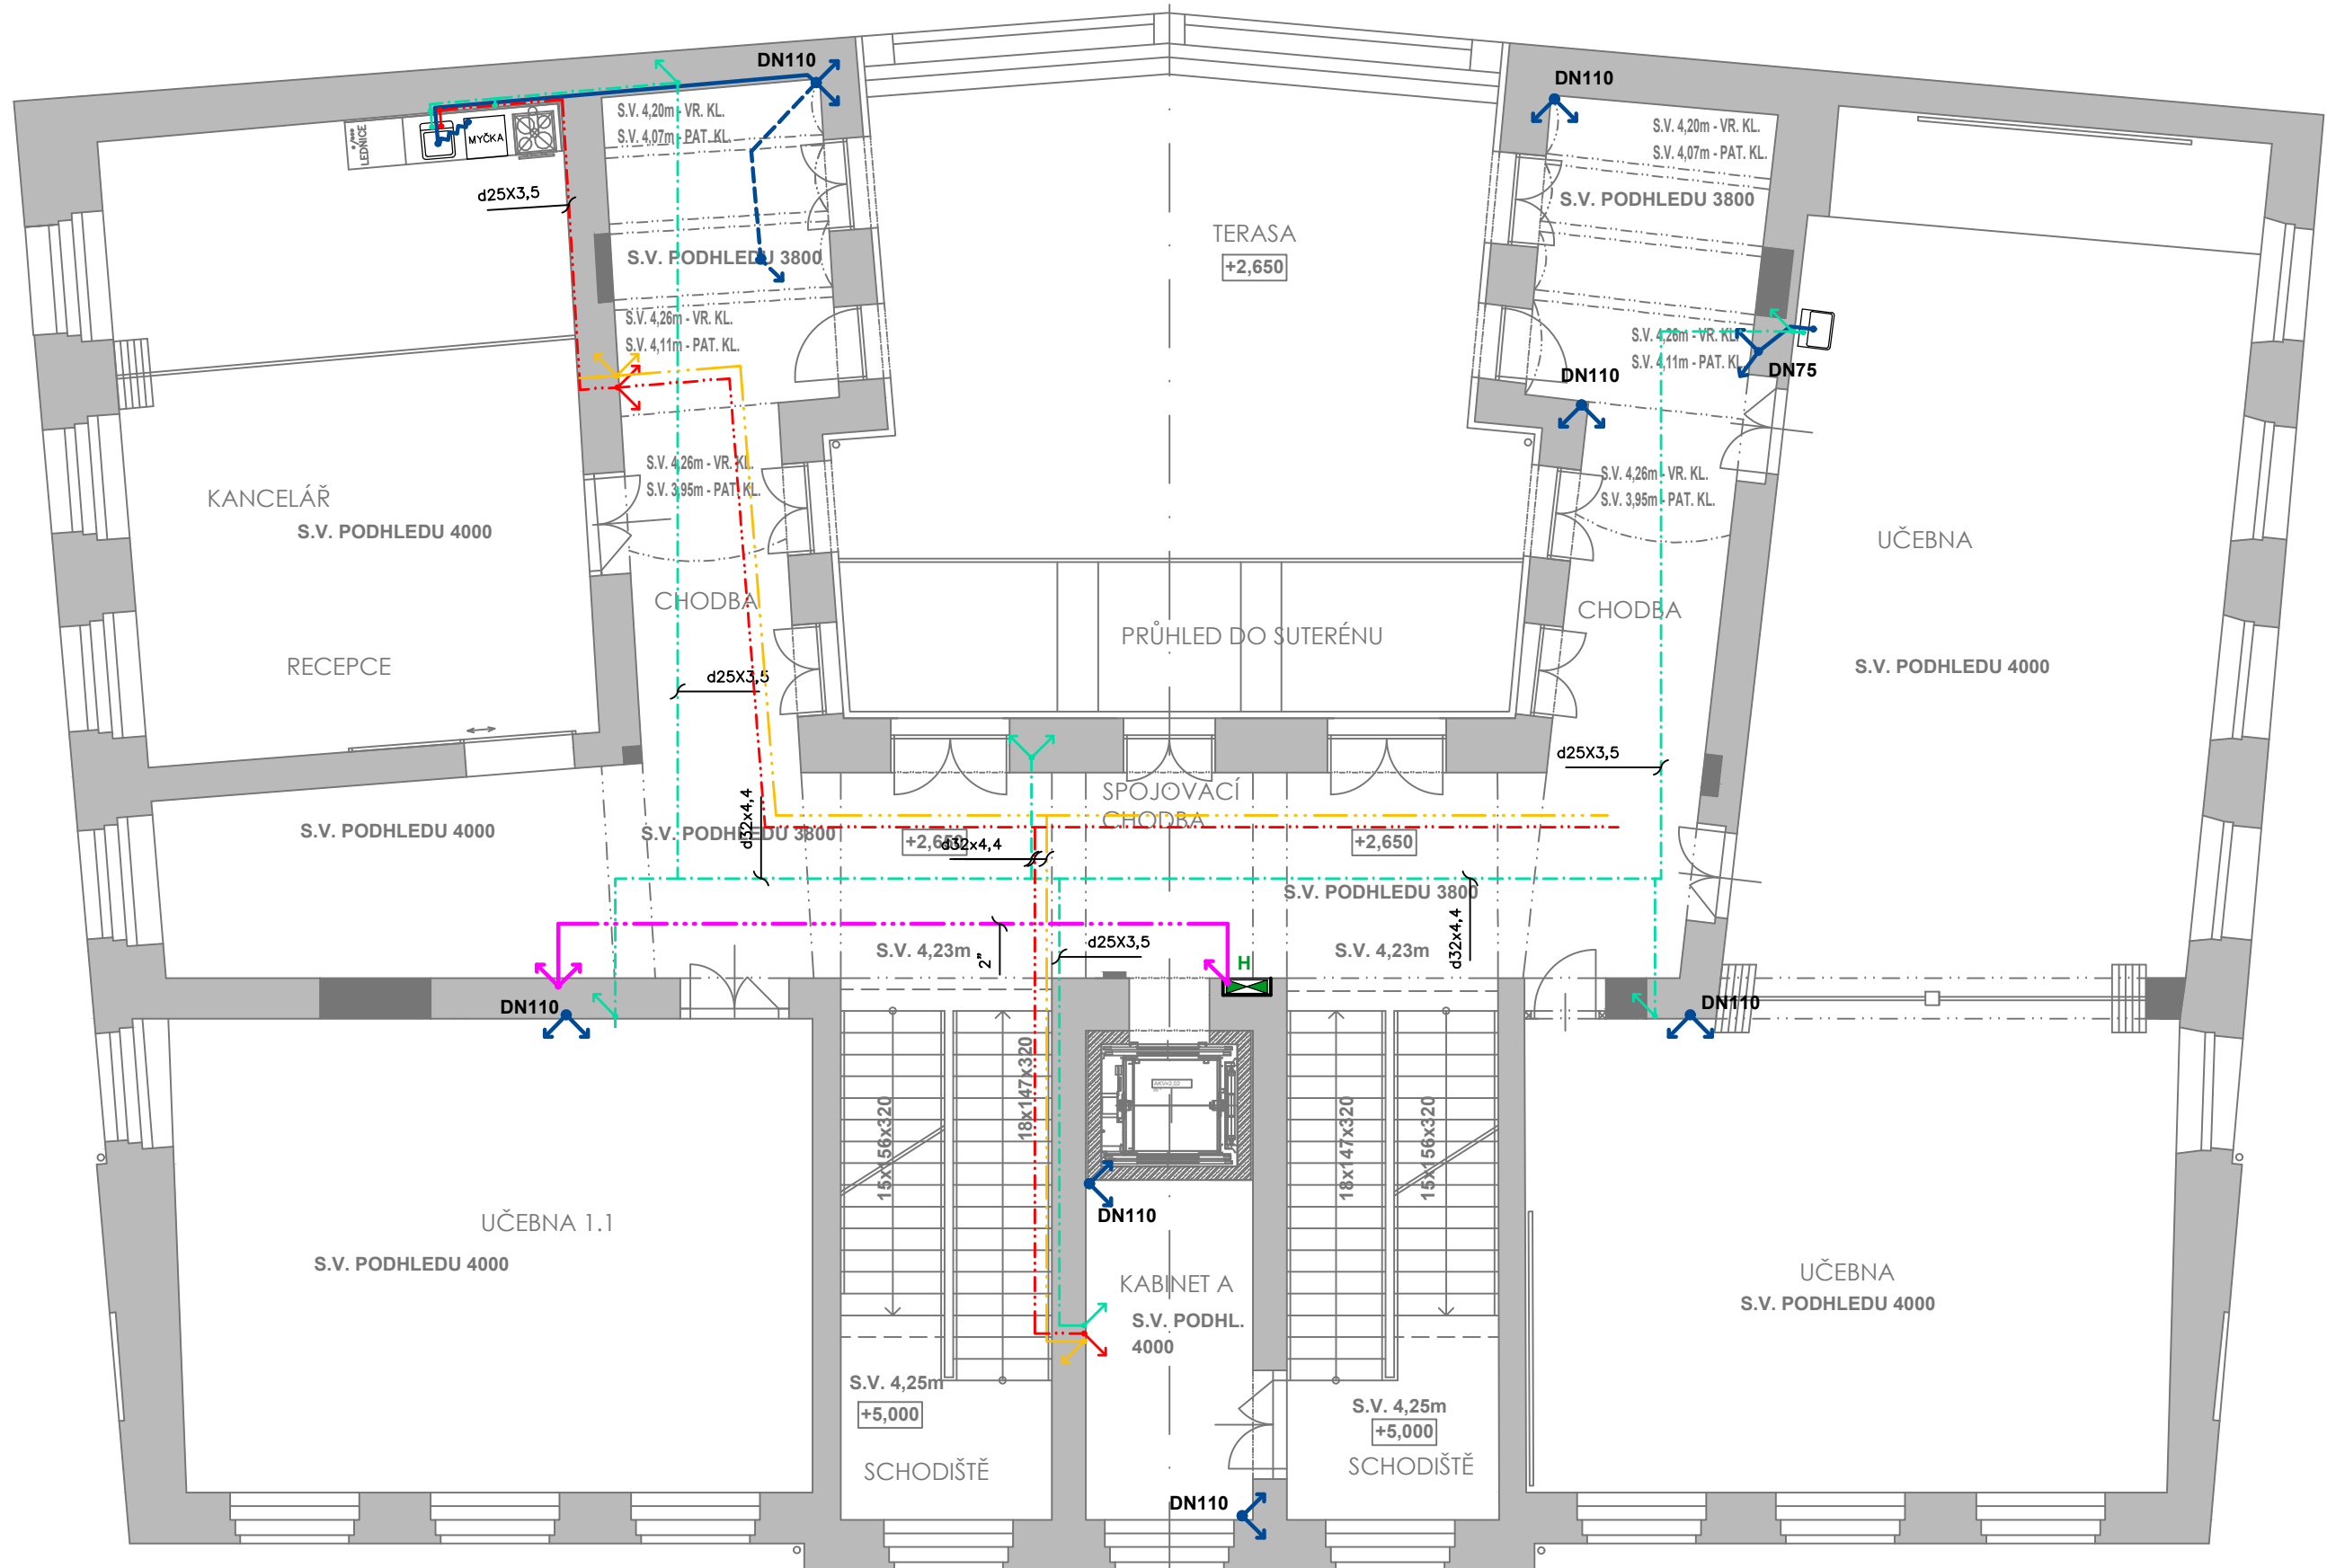 DN110
DN110
S.V. 4,20m - VR. KL.
S.V. 4,07m - PAT. KL.
S.V. 4,20m - VR. KL.
S.V. 4,07m - PAT. KL.
LEDNICE
MYČKA
d25X3,5
S.V. PODHLEDU 3800
TERASA
+2,650
S.V. PODHLEDU 3800
S.V. 4,26m - VR. KL.
S.V. 4,11m - PAT. KL.
S.V. 4,26m - VR. KL.
S.V. 4,11m - PAT. KL.
DN75
DN110
S.V. 4,26m - VR. KL.
S.V. 3,95m - PAT. KL.
S.V. 4,26m - VR. KL.
S.V. 3,95m - PAT. KL.
KANCELÁŘ
S.V. PODHLEDU 4000
UČEBNA
CHODBA
CHODBA
PRŮHLED DO SUTERÉNU
RECEPCE
S.V. PODHLEDU 4000
d25X3,5
d25X3,5
SPOJOVACÍ
CHODBA
S.V. PODHLEDU 4000
S.V. PODHLEDU 3800
d32x4,4
+2,650
d32x4,4
+2,650
S.V. PODHLEDU 3800
S.V. 4,23m
2"
d25X3,5
S.V. 4,23m
d32x4,4
H
DN110
DN110
AKV=2,02
15x156x320
18x147x320
18x147x320
15x156x320
DN110
UČEBNA 1.1
S.V. PODHLEDU 4000
KABINET A
S.V. PODHL.
4000
UČEBNA
S.V. PODHLEDU 4000
S.V. 4,25m
+5,000
S.V. 4,25m
+5,000
SCHODIŠTĚ
SCHODIŠTĚ
DN110